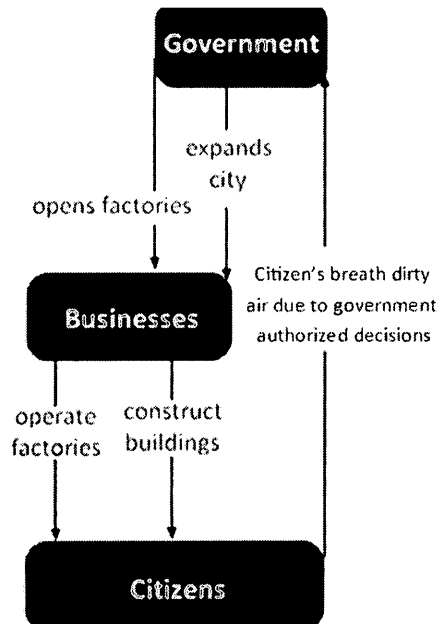 Government
expands
city
opens factories
Citizen's breath dirty
air due to government
authorized decisions
Businesses
operate
factories
construct
buildings
Citizens